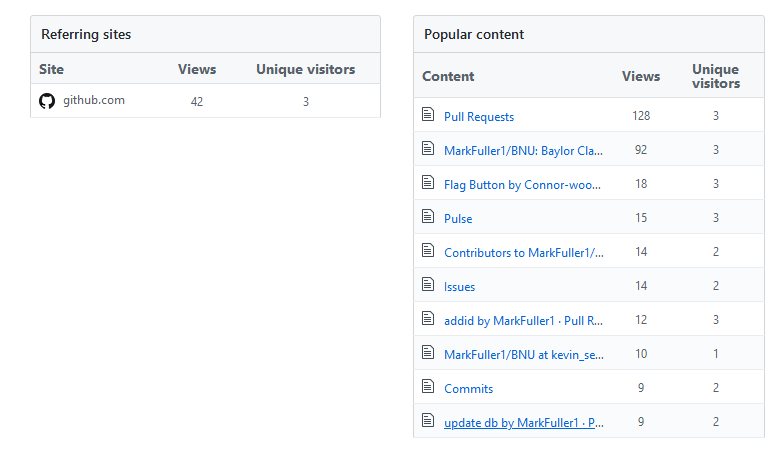 Referring sites
Site Views Unique visitors
github.com 42 3
Popular content
Content Views Unique visitors
Pull Requests 128 3
MarkFuller1/BNU: Baylor Cla... 92 3
Flag Button by Connor-woo... 18 3
Pulse 15 3
Contributors to MarkFuller1/... 14 2
Issues 14 2
addid by MarkFuller1 · Pull R... 12 3
MarkFuller1/BNU at kevin_se... 10 1
Commits 9 2
update db by MarkFuller1 · P... 9 2